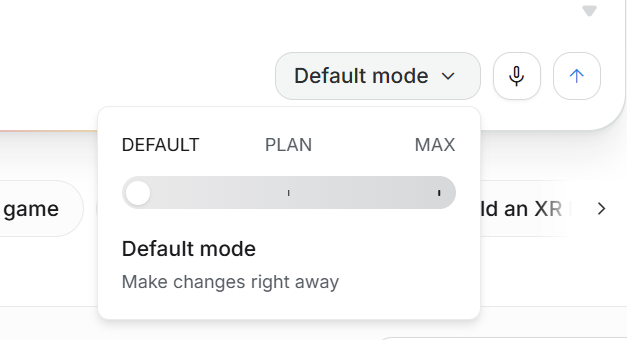 Default mode
DEFAULT PLAN MAX
game
ld an XR
Default mode
Make changes right away